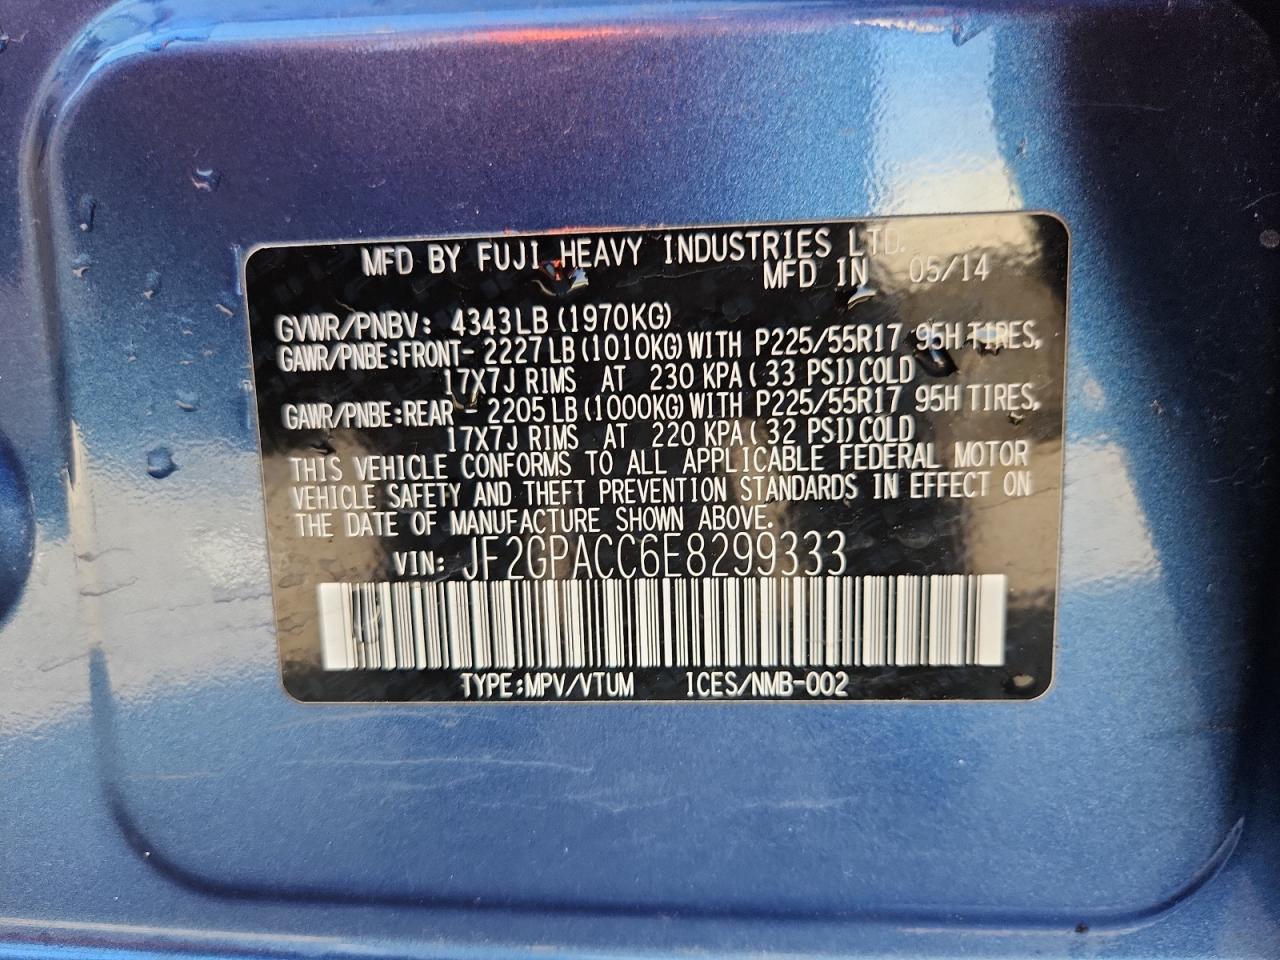 MFD BY FUJI HEAVY INDUSTRIES LTD.
MFD IN 05/14
GVWR/PNBV: 4343LB(1970KG)
GAWR/PNBE:FRONT- 2227LB(1010KG)WITH P225/55R17 95H TIRES,
17X7J RIMS AT 230 KPA(33 PSI)COLD
GAWR/PNBE:REAR - 2205LB(1000KG)WITH P225/55R17 95H TIRES,
17X7J RIMS AT 220 KPA(32 PSI)COLD
THIS VEHICLE CONFORMS TO ALL APPLICABLE FEDERAL MOTOR
VEHICLE SAFETY AND THEFT PREVENTION STANDARDS IN EFFECT ON
THE DATE OF MANUFACTURE SHOWN ABOVE.
VIN: JF2GPACC6E8299333
TYPE:MPV/VTUM ICES/NMB-002